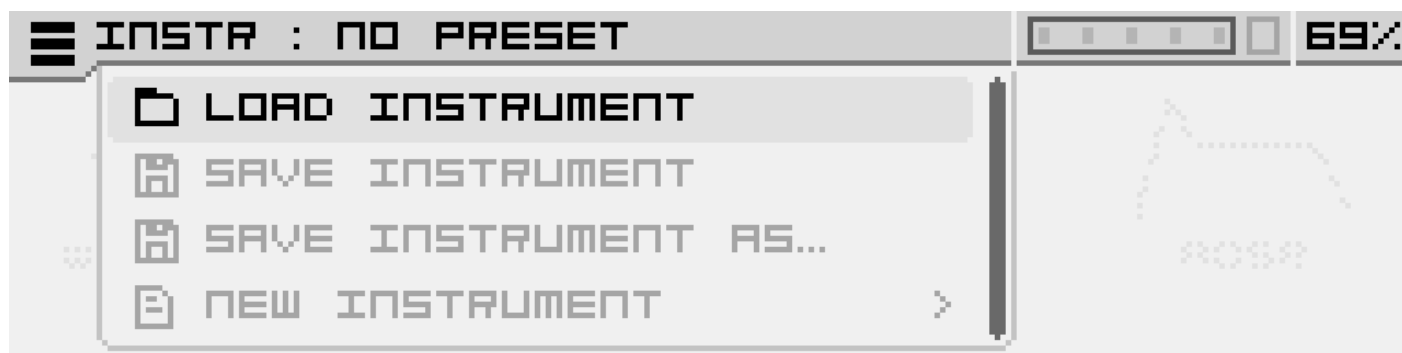 INSTR : NO PRESET
69%
LOAD INSTRUMENT
SAVE INSTRUMENT
SAVE INSTRUMENT AS...
NEW INSTRUMENT >